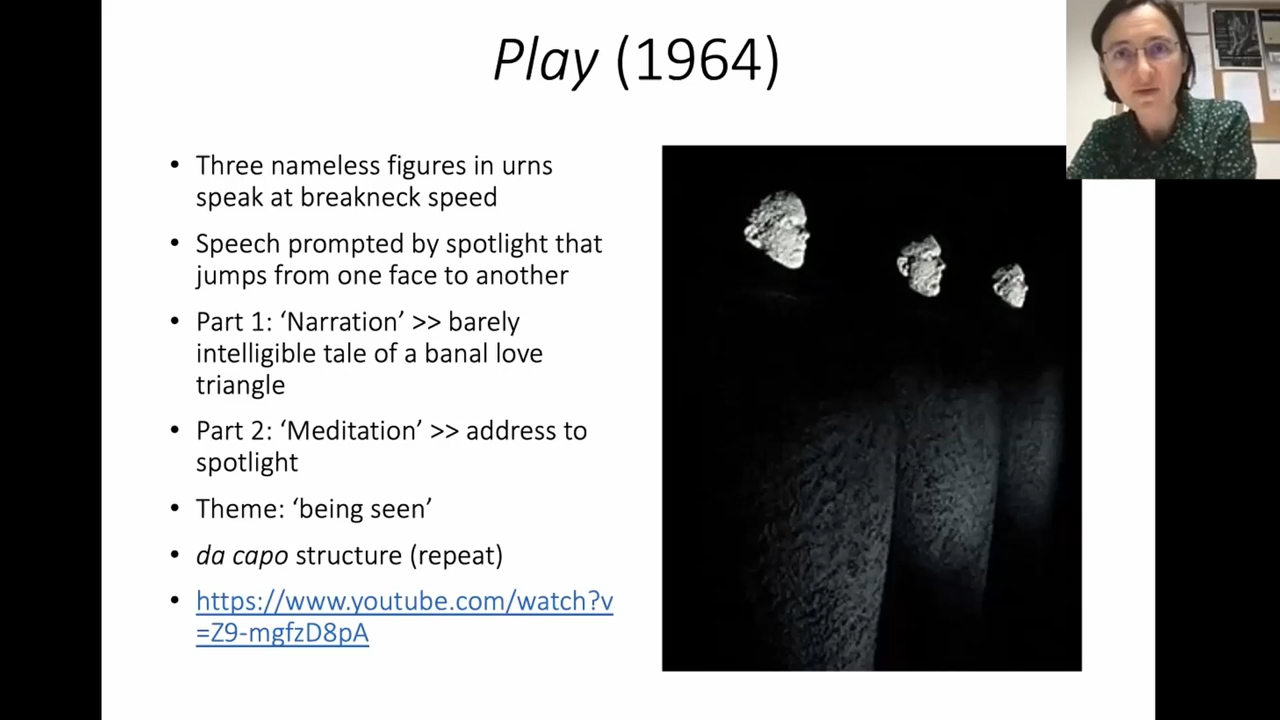 Play (1964)
• Three nameless figures in urns
speak at breakneck speed
• Speech prompted by spotlight that
jumps from one face to another
• Part 1: ‘Narration’ >> barely
intelligible tale of a banal love
triangle
• Part 2: ‘Meditation’ >> address to
spotlight
• Theme: ‘being seen’
• da capo structure (repeat)
• https://www.youtube.com/watch?v
=Z9-mgfzD8pA